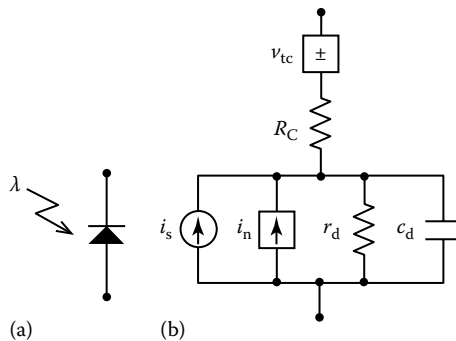 v_tc ±
R_C
λ
i_s i_n r_d c_d
(a) (b)